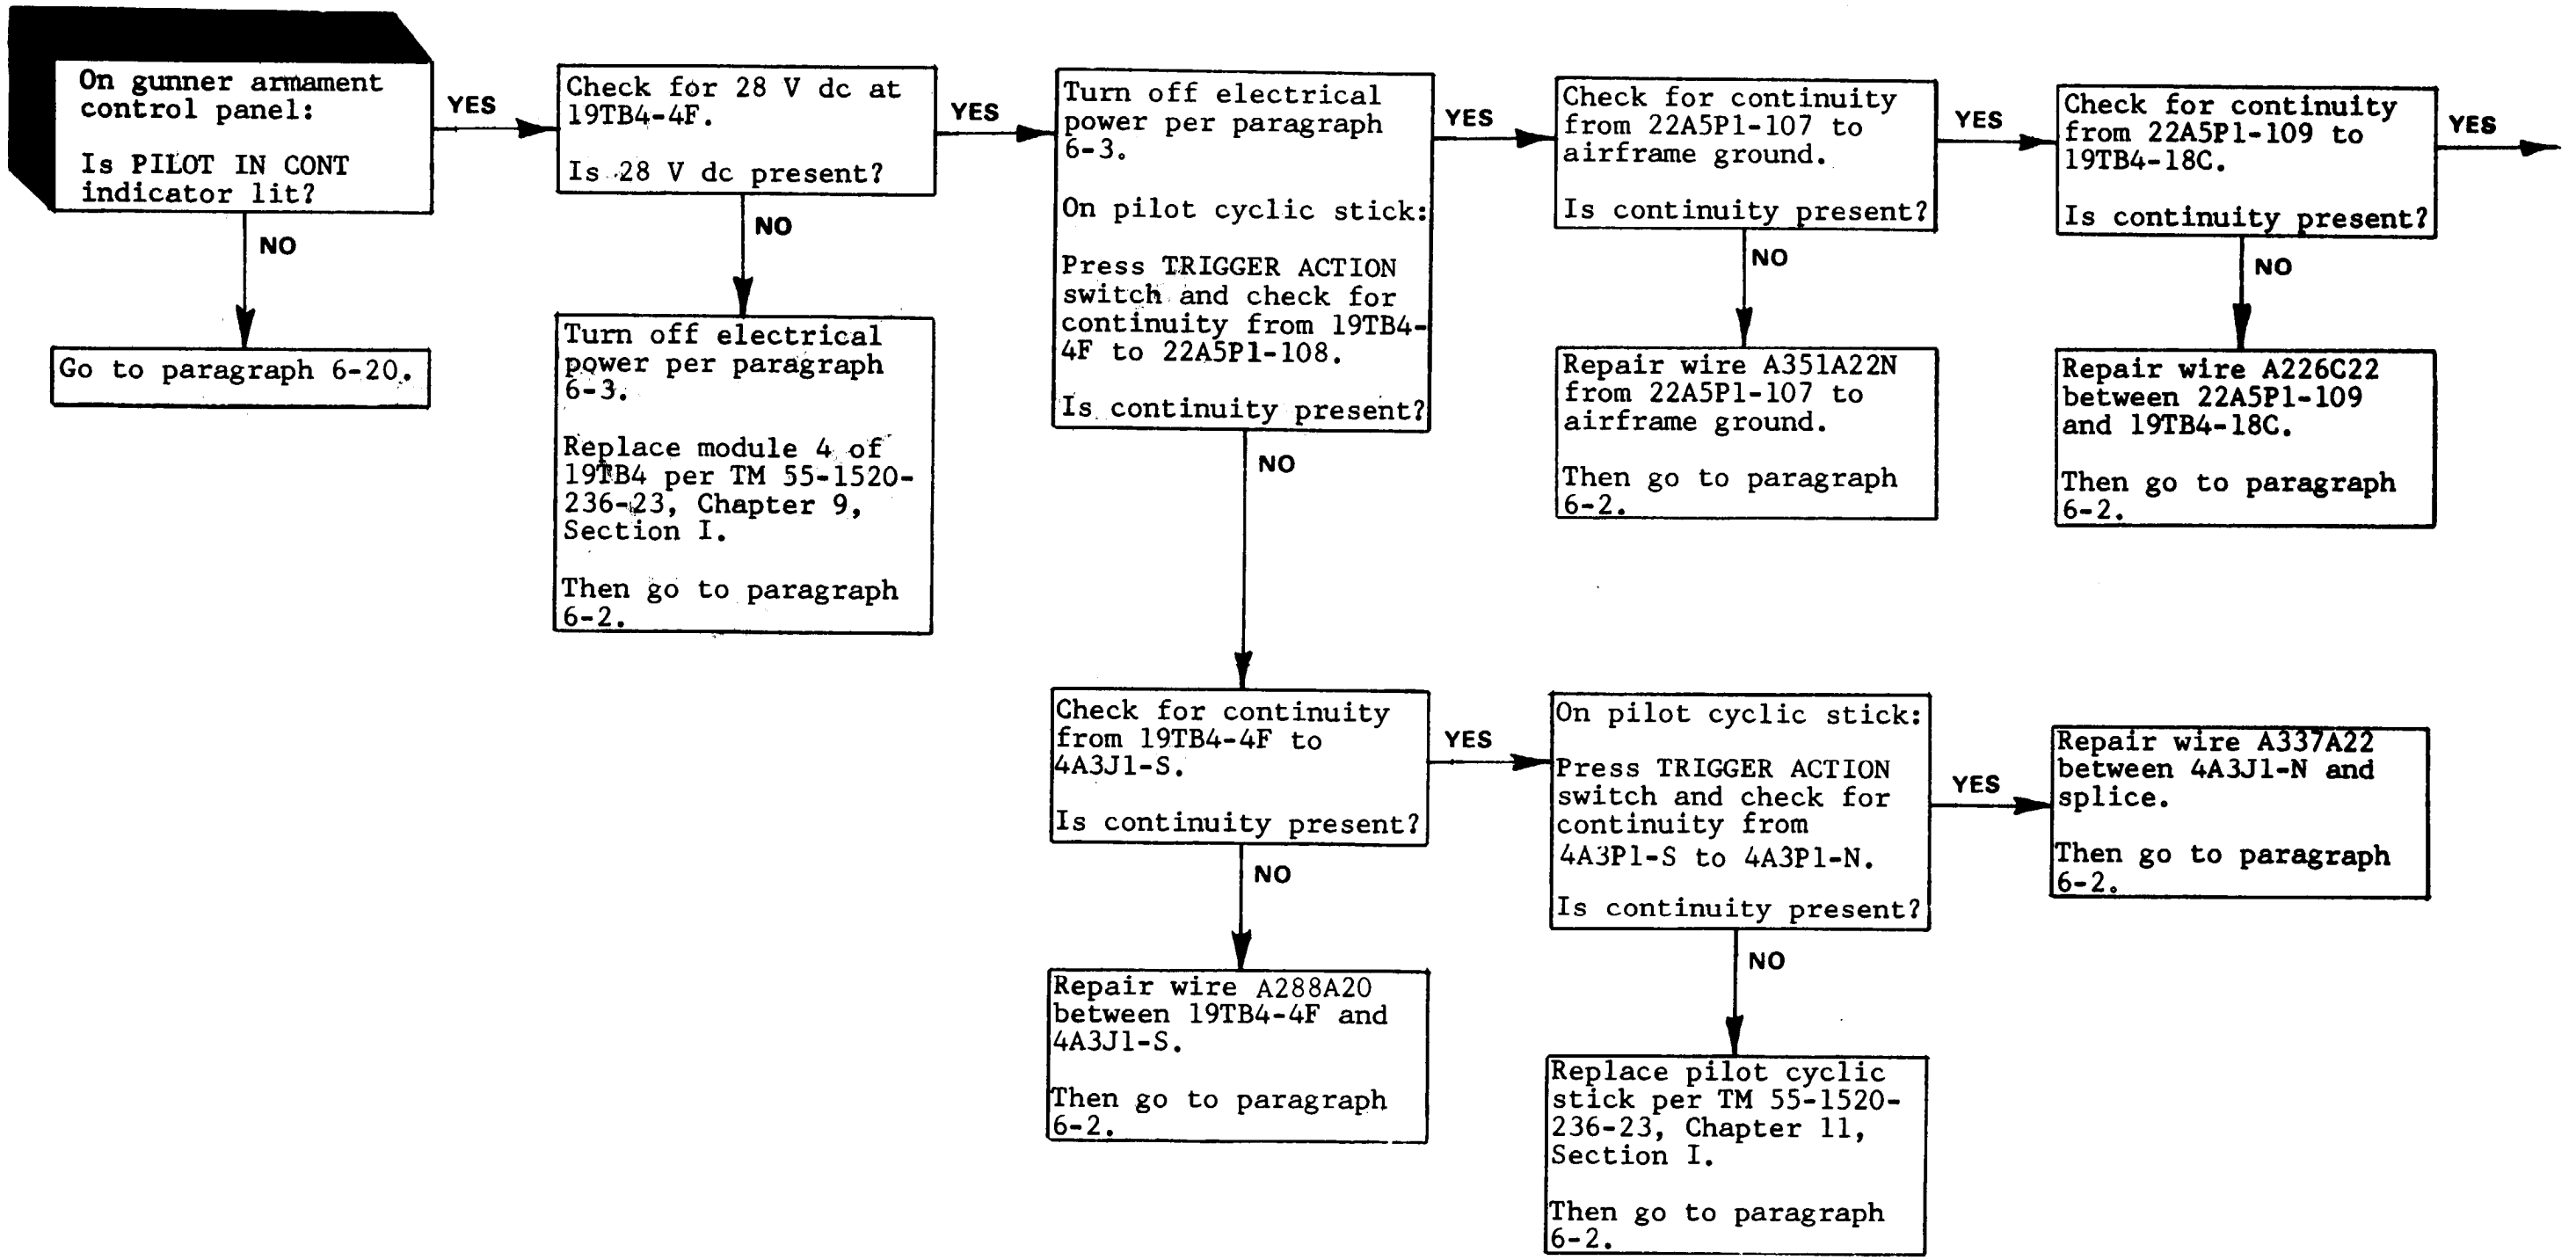 On gunner armament
control panel:
Is PILOT IN CONT
indicator lit?
YES
NO
Go to paragraph 6-20.
Check for 28 V dc at
19TB4-4F.
Is 28 V dc present?
YES
NO
Turn off electrical
power per paragraph
6-3.
Replace module 4 of
19TB4 per TM 55-1520-
236-23, Chapter 9,
Section I.
Then go to paragraph
6-2.
Turn off electrical
power per paragraph
6-3.
On pilot cyclic stick:
Press TRIGGER ACTION
switch and check for
continuity from 19TB4-
4F to 22A5P1-108.
Is continuity present?
YES
NO
Check for continuity
from 22A5P1-107 to
airframe ground.
Is continuity present?
YES
NO
Repair wire A351A22N
from 22A5P1-107 to
airframe ground.
Then go to paragraph
6-2.
Check for continuity
from 22A5P1-109 to
19TB4-18C.
Is continuity present?
YES
NO
Repair wire A226C22
between 22A5P1-109
and 19TB4-18C.
Then go to paragraph
6-2.
Check for continuity
from 19TB4-4F to
4A3J1-S.
Is continuity present?
YES
NO
Repair wire A288A20
between 19TB4-4F and
4A3J1-S.
Then go to paragraph
6-2.
On pilot cyclic stick:
Press TRIGGER ACTION
switch and check for
continuity from
4A3P1-S to 4A3P1-N.
Is continuity present?
YES
NO
Replace pilot cyclic
stick per TM 55-1520-
236-23, Chapter 11,
Section I.
Then go to paragraph
6-2.
Repair wire A337A22
between 4A3J1-N and
splice.
Then go to paragraph
6-2.